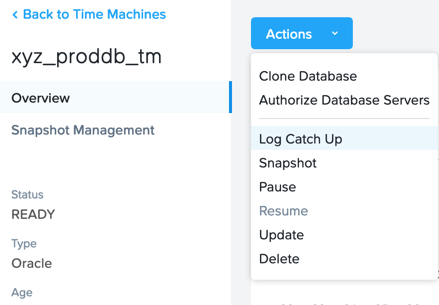 < Back to Time Machines
xyz_proddb_tm
Overview
Snapshot Management
Status
READY
Type
Oracle
Age
Actions
Clone Database
Authorize Database Servers
Log Catch Up
Snapshot
Pause
Resume
Update
Delete